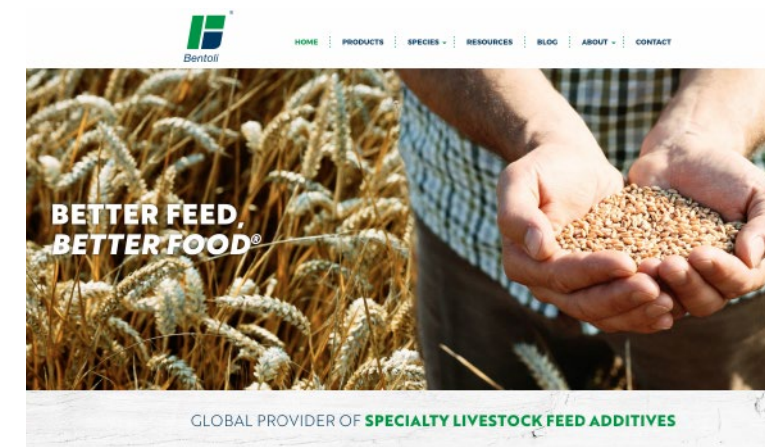 Bentoli®
HOME PRODUCTS SPECIES RESOURCES BLOG ABOUT CONTACT
BETTER FEED,
BETTER FOOD®
GLOBAL PROVIDER OF SPECIALTY LIVESTOCK FEED ADDITIVES